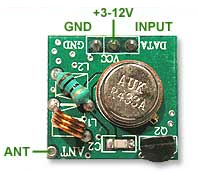 +3-12V
GND INPUT
GND VCC DATA
L2
AUK
R433A
L1
C2
Q2
ANT ANT